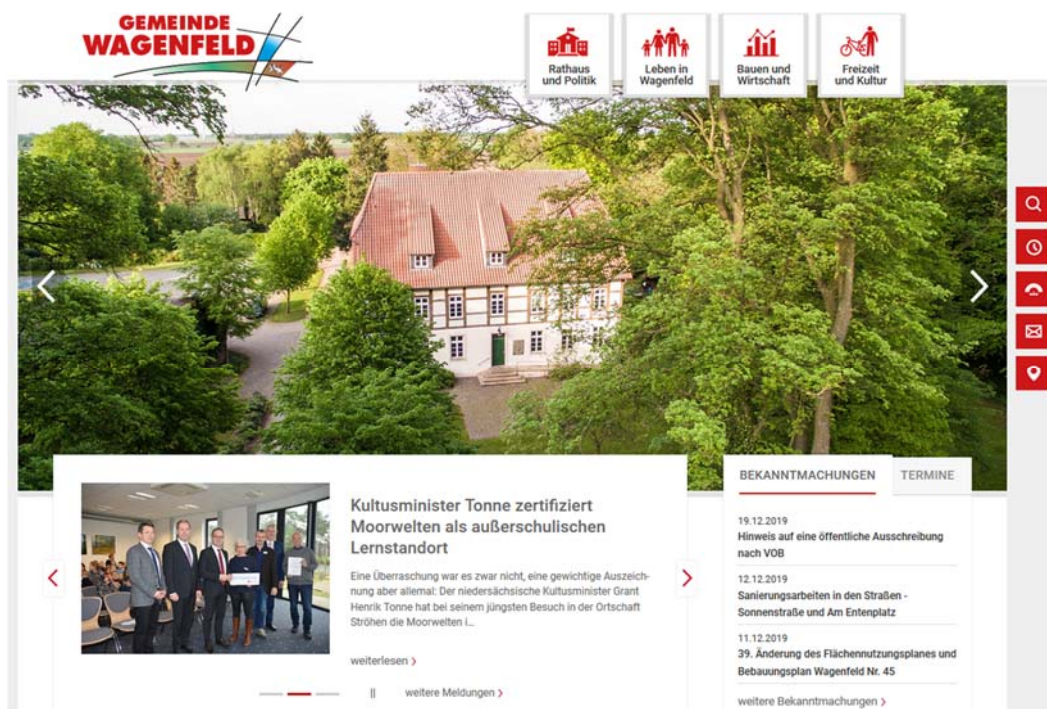 GEMEINDE
WAGENFELD
Rathaus
und Politik
Leben in
Wagenfeld
Bauen und
Wirtschaft
Freizeit
und Kultur
Kultusminister Tonne zertifiziert
Moorwelten als außerschulischen
Lernstandort
Eine Überraschung war es zwar nicht, eine gewichtige Auszeich-
nung aber allemal: Der niedersächsische Kultusminister Grant
Henrik Tonne hat bei seinem jüngsten Besuch in der Ortschaft
Ströhen die Moorwelten i...
weiterlesen >
weitere Meldungen >
BEKANNTMACHUNGEN TERMINE
19.12.2019
Hinweis auf eine öffentliche Ausschreibung
nach VOB
12.12.2019
Sanierungsarbeiten in den Straßen -
Sonnenstraße und Am Entenplatz
11.12.2019
39. Änderung des Flächennutzungsplanes und
Bebauungsplan Wagenfeld Nr. 45
weitere Bekanntmachungen >